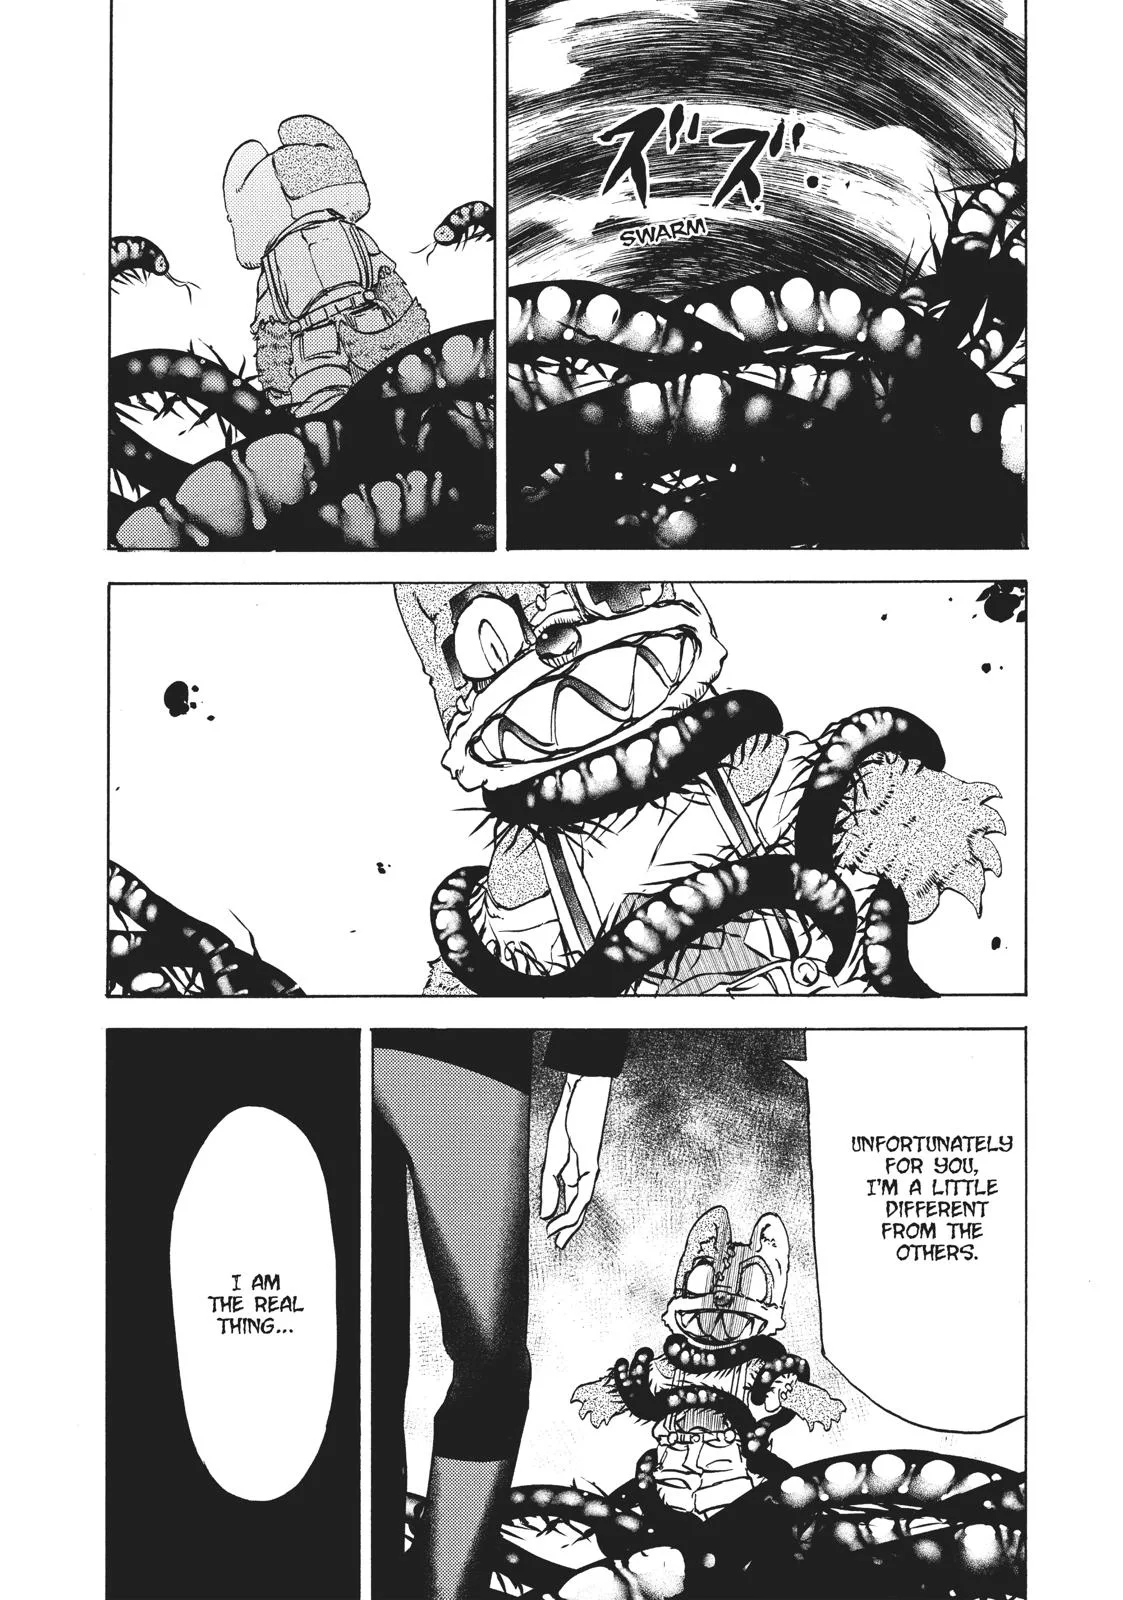 ズズ
SWARM
UNFORTUNATELY
FOR YOU,
I'M A LITTLE
DIFFERENT
FROM THE
OTHERS.
I AM
THE REAL
THING...